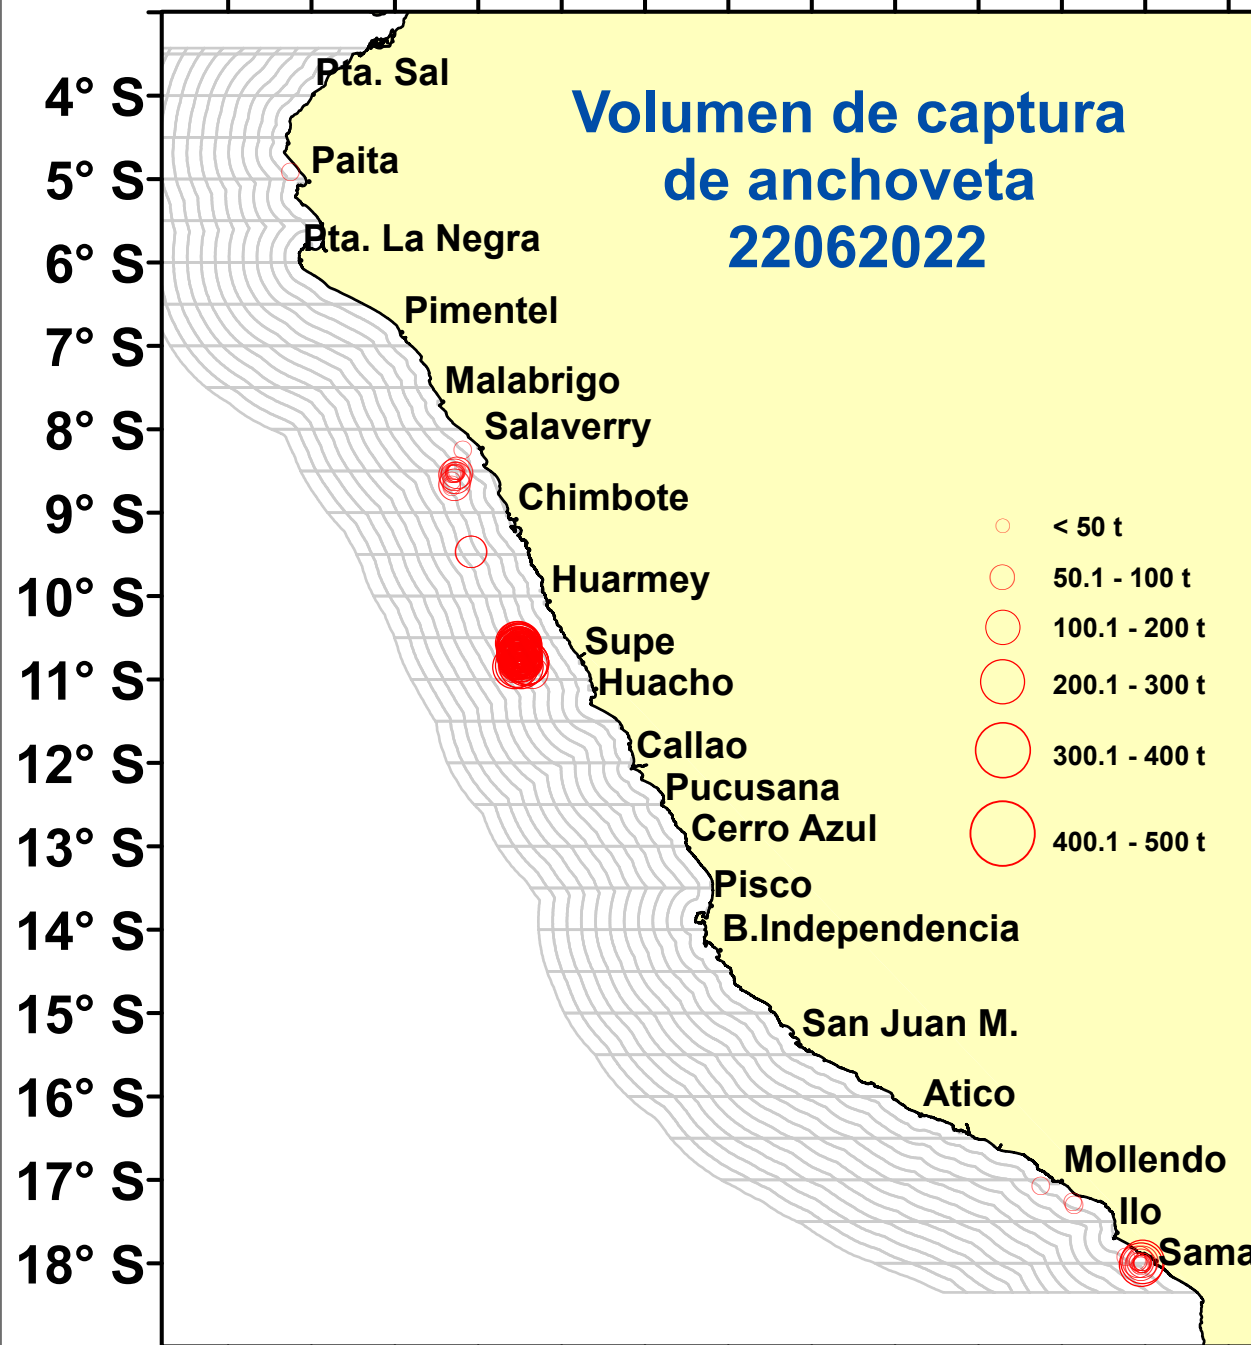 Volumen de captura
de anchoveta
22062022
4° S
5° S
6° S
7° S
8° S
9° S
10° S
11° S
12° S
13° S
14° S
15° S
16° S
17° S
18° S
Pta. Sal
Paita
Pta. La Negra
Pimentel
Malabrigo
Salaverry
Chimbote
Huarmey
Supe
Huacho
Callao
Pucusana
Cerro Azul
Pisco
B.Independencia
San Juan M.
Atico
Mollendo
Ilo
Sama
< 50 t
50.1 - 100 t
100.1 - 200 t
200.1 - 300 t
300.1 - 400 t
400.1 - 500 t